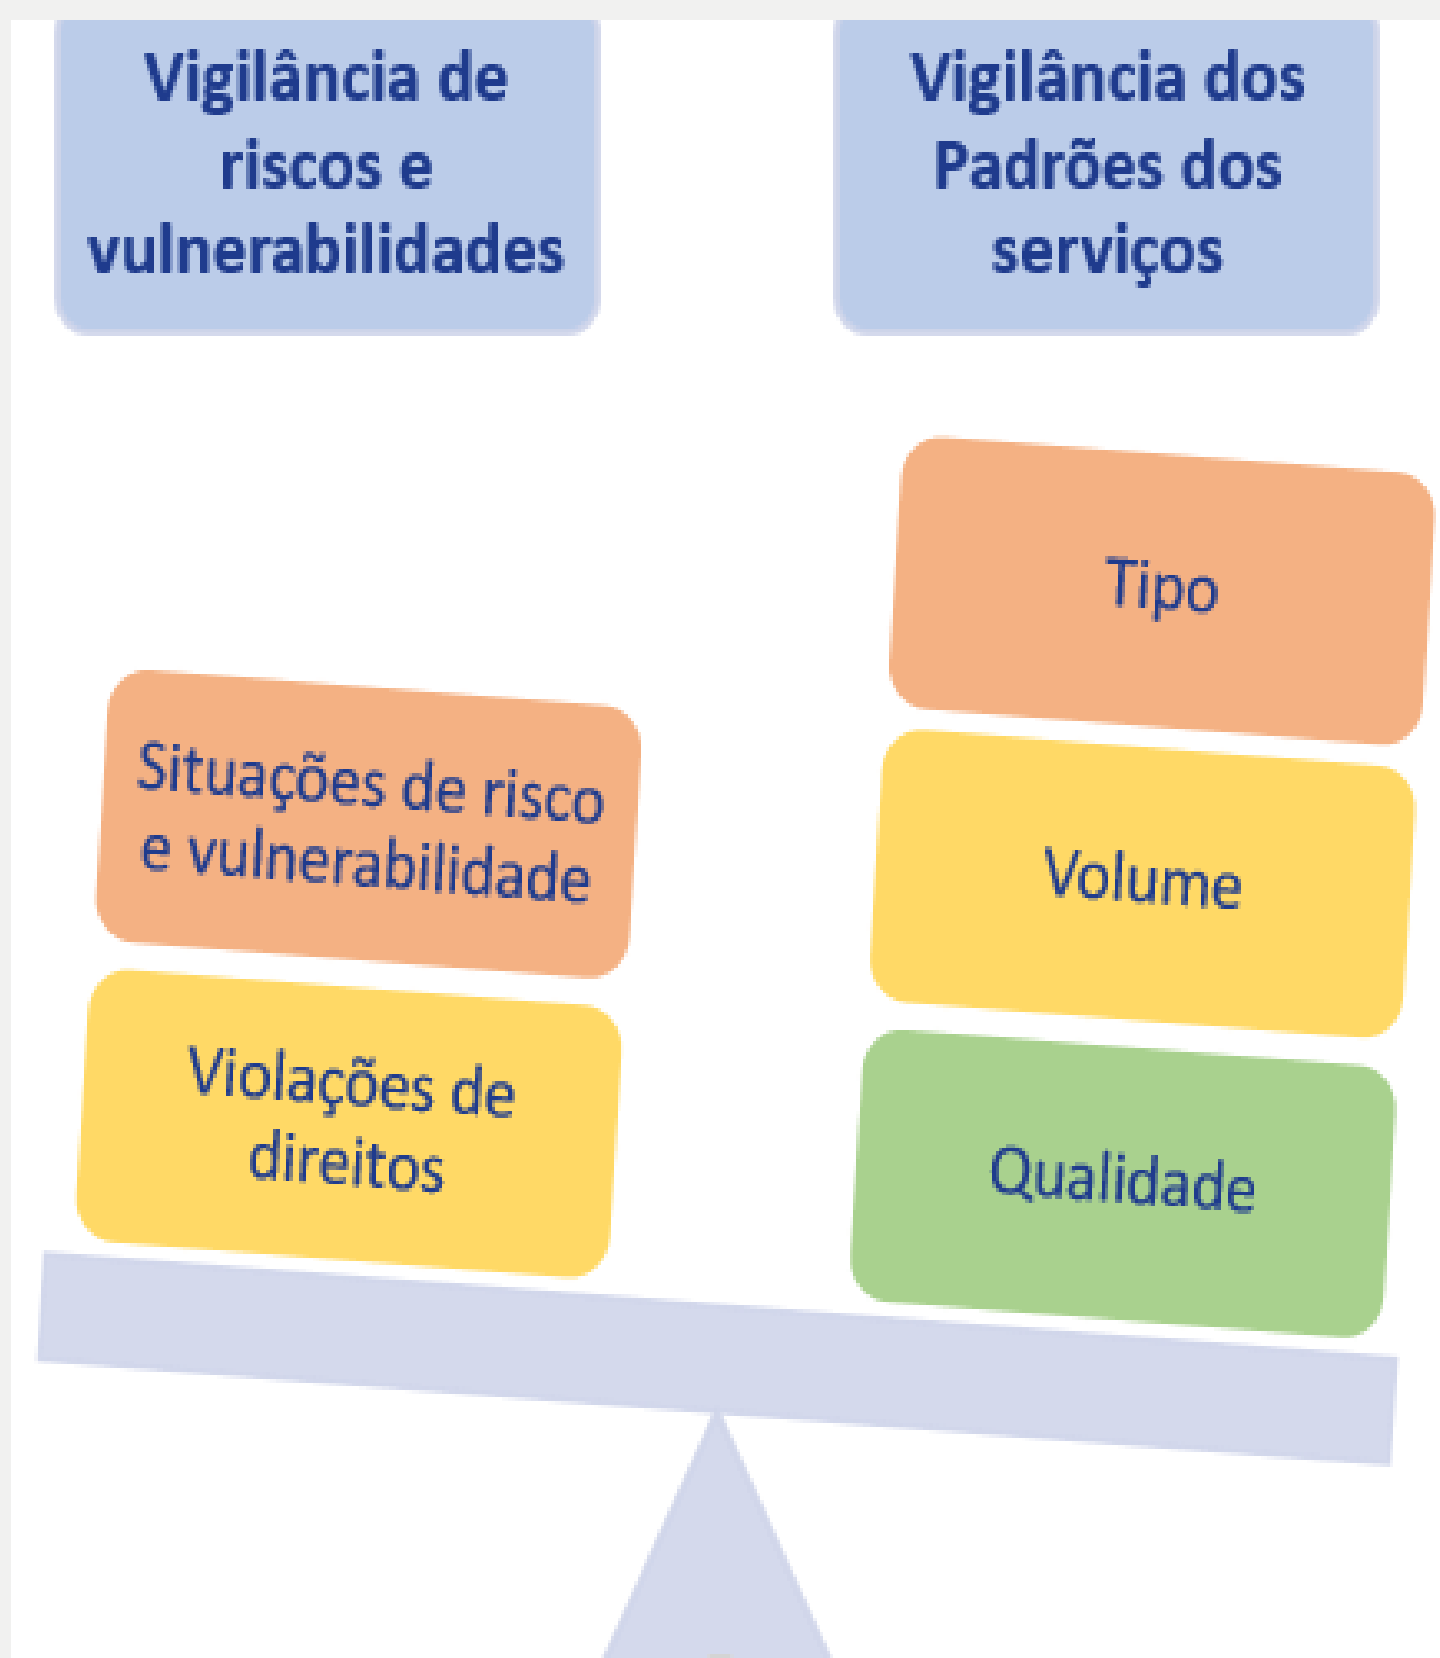 Vigilância de
riscos e
vulnerabilidades
Vigilância dos
Padrões dos
serviços
Situações de risco
e vulnerabilidade
Violações de
direitos
Tipo
Volume
Qualidade